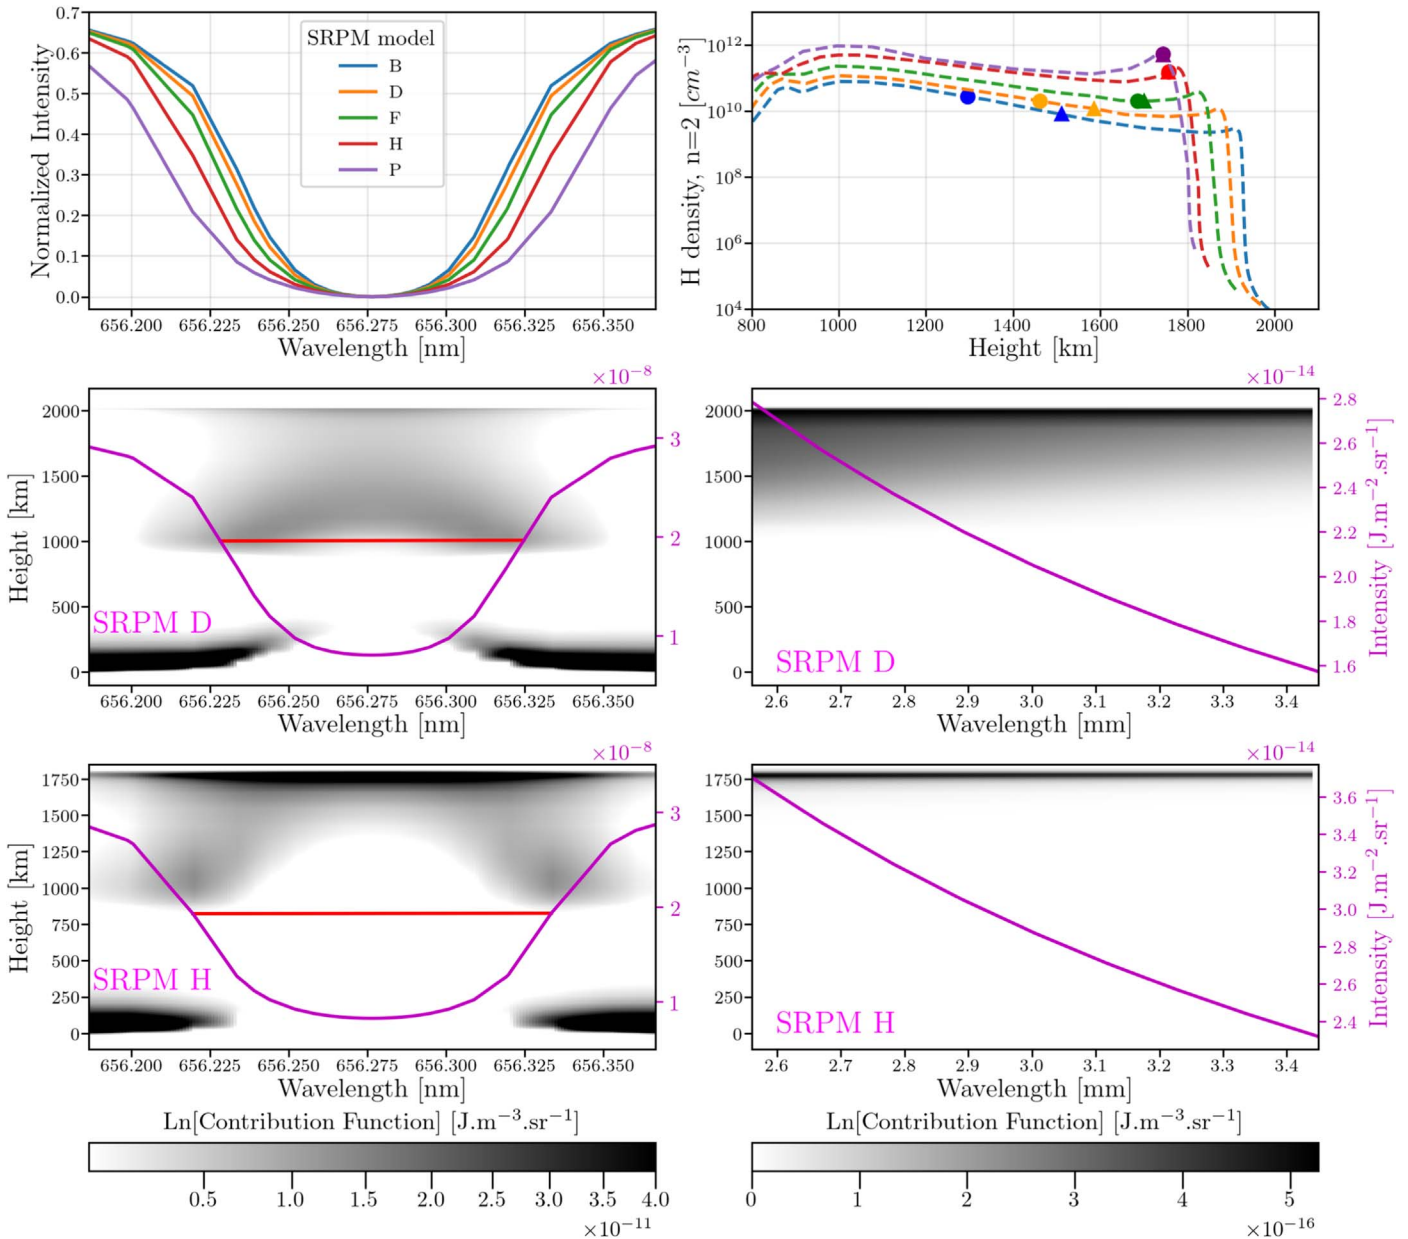 0.7
0.6
0.5
0.4
0.3
0.2
0.1
0.0
Normalized Intensity
SRPM model
B
D
F
H
P
656.200 656.225 656.250 656.275 656.300 656.325 656.350
Wavelength [nm]
10¹²
10¹⁰
10⁸
10⁶
10⁴
H density, n=2 [cm⁻³]
800 1000 1200 1400 1600 1800 2000
Height [km]
×10⁻⁸
2000
1500
1000
500
0
Height [km]
3
2
1
SRPM D
656.200 656.225 656.250 656.275 656.300 656.325 656.350
Wavelength [nm]
×10⁻¹⁴
2000
1500
1000
500
0
2.8
2.6
2.4
2.2
2.0
1.8
1.6
Intensity [J.m⁻².sr⁻¹]
SRPM D
2.6 2.7 2.8 2.9 3.0 3.1 3.2 3.3 3.4
Wavelength [mm]
×10⁻⁸
1750
1500
1250
1000
750
500
250
0
Height [km]
3
2
1
SRPM H
656.200 656.225 656.250 656.275 656.300 656.325 656.350
Wavelength [nm]
×10⁻¹⁴
1750
1500
1250
1000
750
500
250
0
3.6
3.4
3.2
3.0
2.8
2.6
2.4
Intensity [J.m⁻².sr⁻¹]
SRPM H
2.6 2.7 2.8 2.9 3.0 3.1 3.2 3.3 3.4
Wavelength [mm]
Ln[Contribution Function] [J.m⁻³.sr⁻¹]
0.5 1.0 1.5 2.0 2.5 3.0 3.5 4.0
×10⁻¹¹
Ln[Contribution Function] [J.m⁻³.sr⁻¹]
0 1 2 3 4 5
×10⁻¹⁶